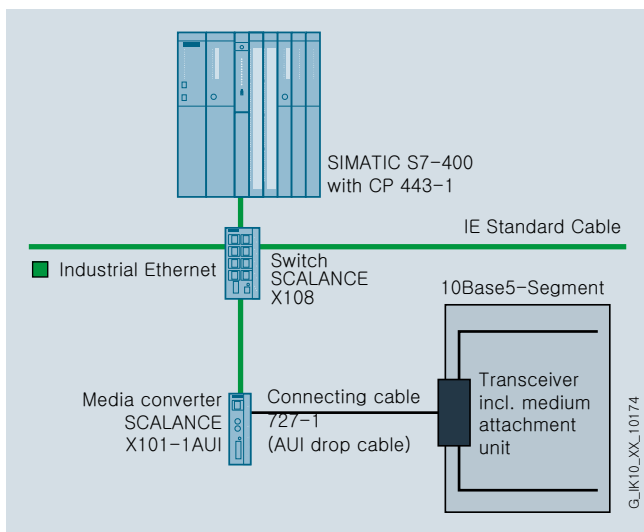 SIMATIC S7-400
with CP 443-1
IE Standard Cable
Industrial Ethernet
Switch
SCALANCE
X108
10Base5-Segment
Media converter
SCALANCE
X101-1AUI
Connecting cable
727-1
(AUI drop cable)
Transceiver
incl. medium
attachment
unit
G_IK10_XX_10174